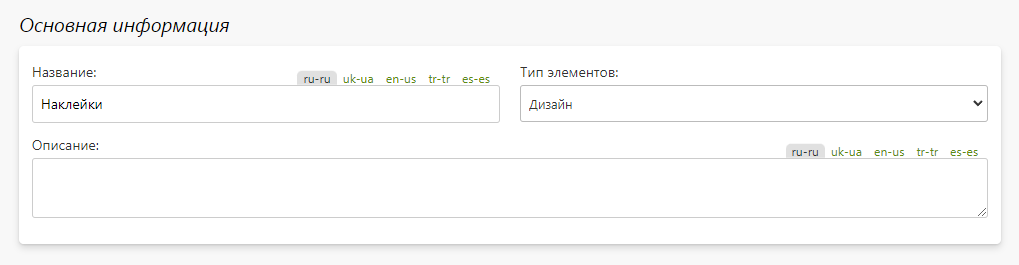 Основная информация
Название: ru-ru uk-ua en-us tr-tr es-es
Тип элементов:
Наклейки
Дизайн
Описание: ru-ru uk-ua en-us tr-tr es-es